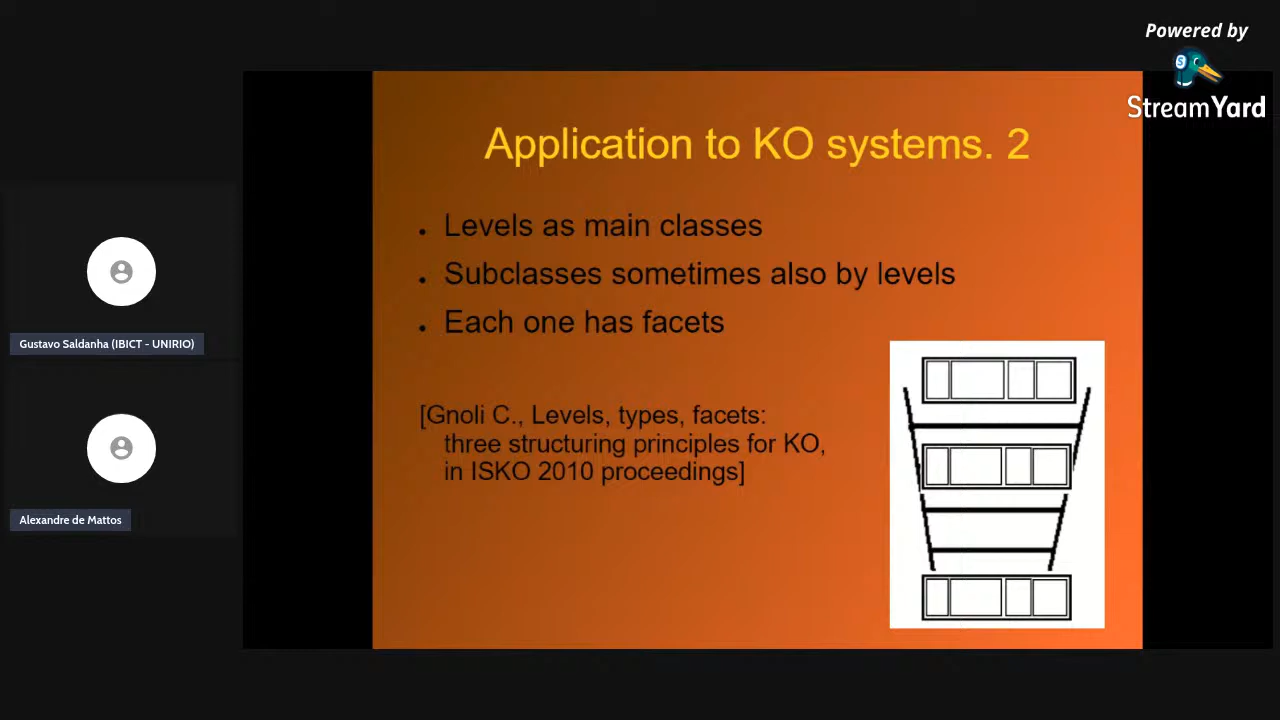 Powered by
StreamYard
Application to KO systems. 2
• Levels as main classes
• Subclasses sometimes also by levels
• Each one has facets
[Gnoli C., Levels, types, facets:
three structuring principles for KO,
in ISKO 2010 proceedings]
Gustavo Saldanha (IBICT - UNIRIO)
Alexandre de Mattos